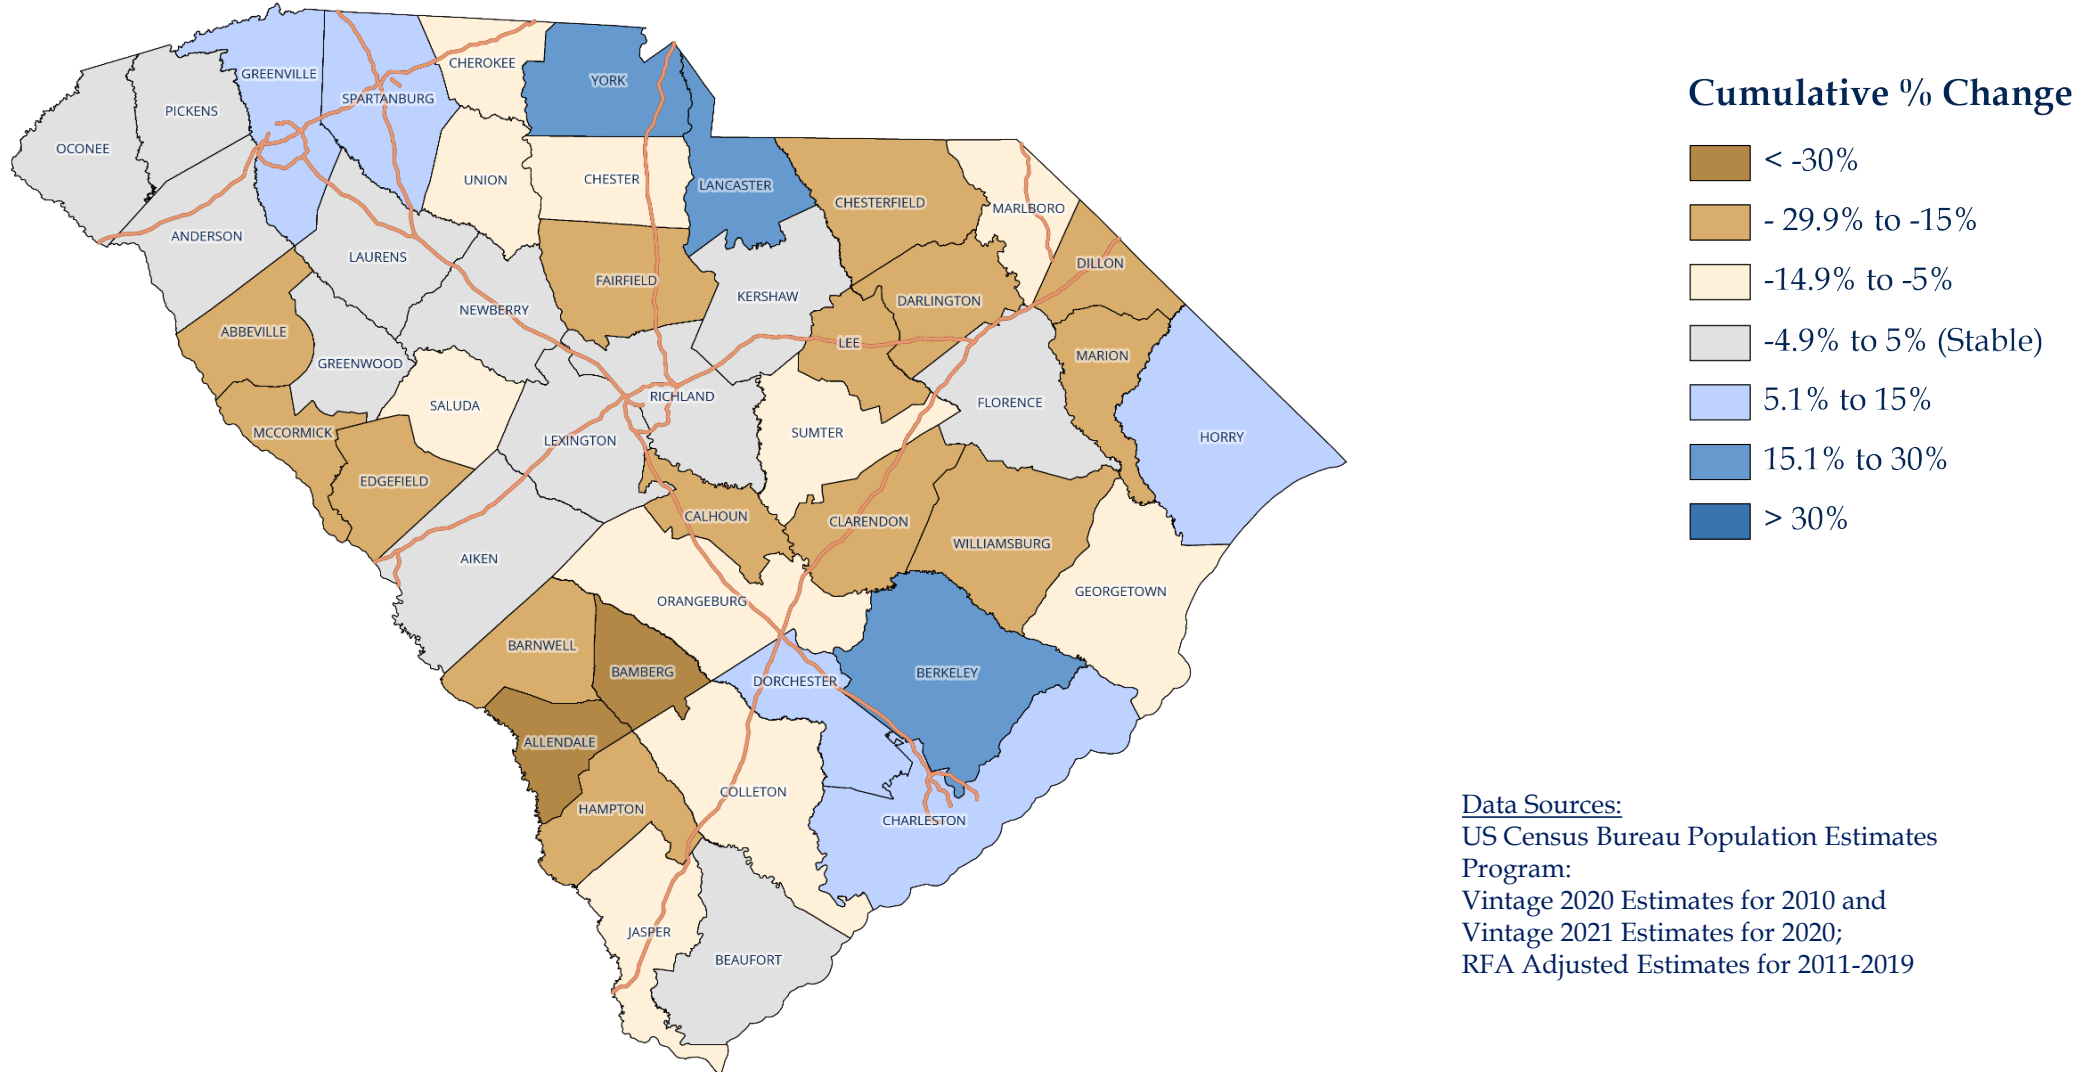 GREENVILLE
SPARTANBURG
CHEROKEE
YORK
PICKENS
OCONEE
UNION
CHESTER
LANCASTER
CHESTERFIELD
MARLBORO
ANDERSON
LAURENS
FAIRFIELD
KERSHAW
DARLINGTON
DILLON
NEWBERRY
ABBEVILLE
GREENWOOD
LEE
MARION
SALUDA
RICHLAND
FLORENCE
MCCORMICK
LEXINGTON
SUMTER
HORRY
EDGEFIELD
CALHOUN
CLARENDON
WILLIAMSBURG
AIKEN
ORANGEBURG
GEORGETOWN
BARNWELL
BAMBERG
DORCHESTER
BERKELEY
ALLENDALE
HAMPTON
COLLETON
CHARLESTON
JASPER
BEAUFORT
Cumulative % Change
< -30%
- 29.9% to -15%
-14.9% to -5%
-4.9% to 5% (Stable)
5.1% to 15%
15.1% to 30%
> 30%
Data Sources:
US Census Bureau Population Estimates
Program:
Vintage 2020 Estimates for 2010 and
Vintage 2021 Estimates for 2020;
RFA Adjusted Estimates for 2011-2019